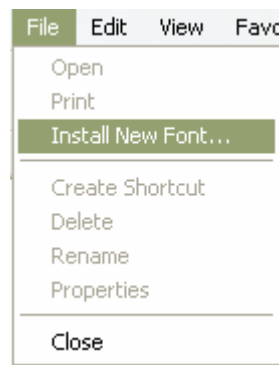 File Edit View Favo
Open
Print
Install New Font...
Create Shortcut
Delete
Rename
Properties
Close